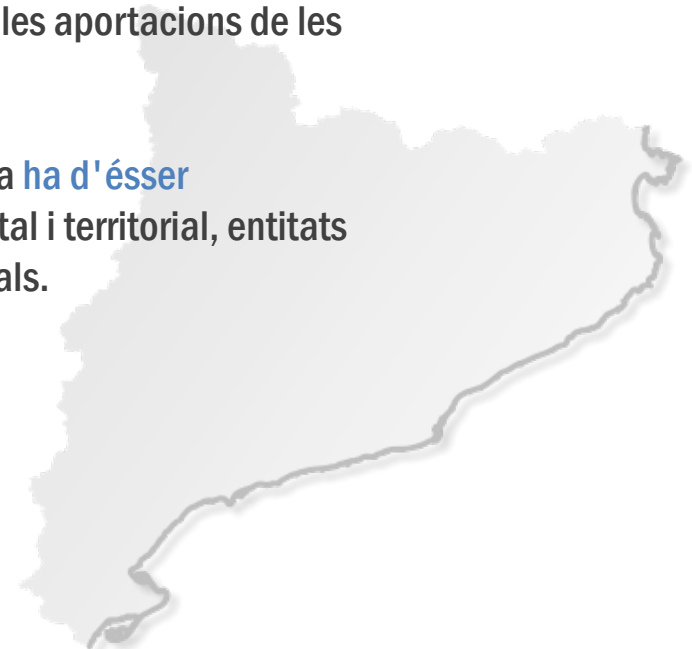 les aportacions de les
a ha d'ésser
tal i territorial, entitats
als.